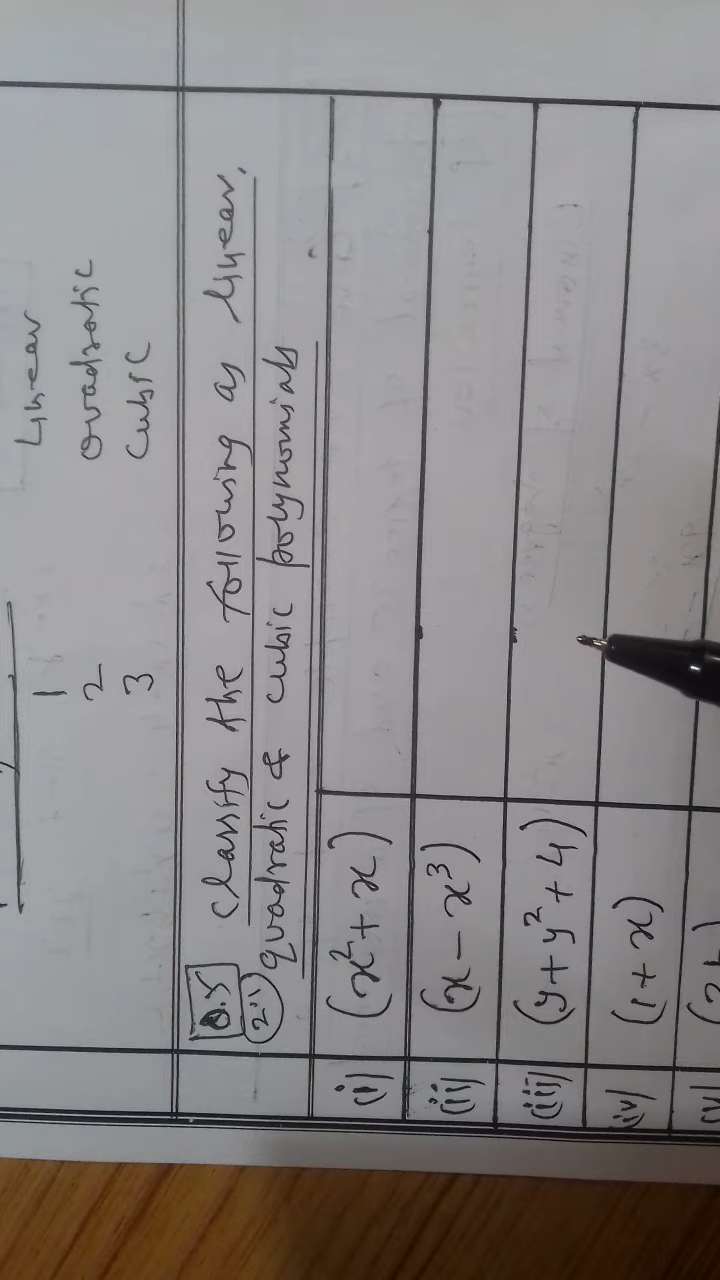 1 Linear
2 Quadratic
3 Cubic
Q.5 Classify the following as linear,
(2.1) quadratic & cubic polynomials
(i) (x² + x)
(ii) (x - x³)
(iii) (y + y² + 4)
(iv) (1 + x)
(v)